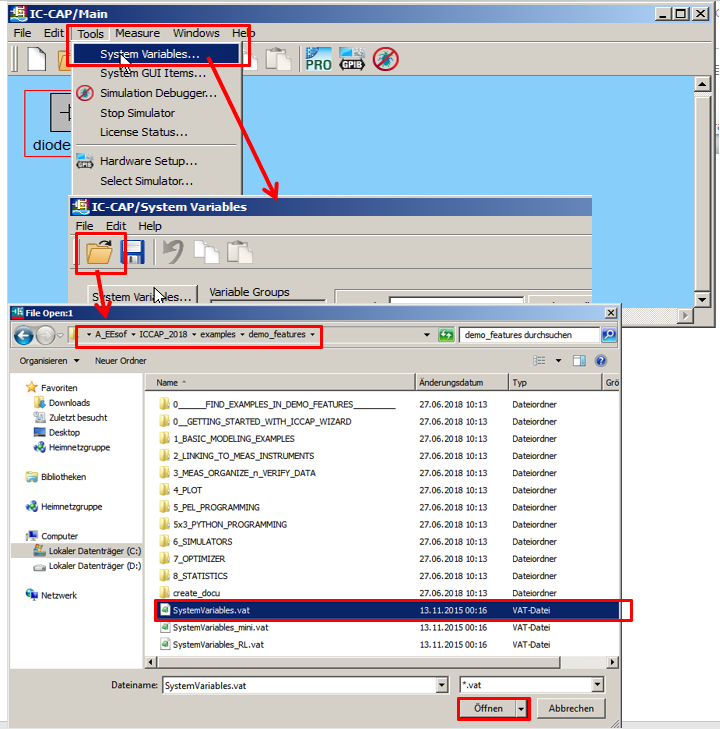 IC-CAP/Main
File Edit Tools Measure Windows Help
System Variables...
System GUI Items...
PRO GPIB
Simulation Debugger...
Stop Simulator
diode
License Status...
GPIB Hardware Setup...
Select Simulator...
IC-CAP/System Variables
File Edit Help
System Variables...
Variable Groups
File Open:1
A_EEsof ICCAP_2018 examples demo_features
demo_features durchsuchen
Organisieren Neuer Ordner
Favoriten
Downloads
Zuletzt besucht
Desktop
Heimnetzgruppe
Bibliotheken
Heimnetzgruppe
Computer
Lokaler Datenträger (C:)
Lokaler Datenträger (D:)
Netzwerk
Name Änderungsdatum Typ Grö
0______FIND_EXAMPLES_IN_DEMO_FEATURES__________ 27.06.2018 10:13 Dateiordner
0__GETTING_STARTED_WITH_ICCAP_WIZARD 27.06.2018 10:13 Dateiordner
1_BASIC_MODELING_EXAMPLES 27.06.2018 10:13 Dateiordner
2_LINKING_TO_MEAS_INSTRUMENTS 27.06.2018 10:13 Dateiordner
3_MEAS_ORGANIZE_n_VERIFY_DATA 27.06.2018 10:13 Dateiordner
4_PLOT 27.06.2018 10:13 Dateiordner
5_PEL_PROGRAMMING 27.06.2018 10:13 Dateiordner
5x3_PYTHON_PROGRAMMING 27.06.2018 10:13 Dateiordner
6_SIMULATORS 27.06.2018 10:13 Dateiordner
7_OPTIMIZER 27.06.2018 10:13 Dateiordner
8_STATISTICS 27.06.2018 10:13 Dateiordner
create_docu 27.06.2018 10:13 Dateiordner
SystemVariables.vat 13.11.2015 00:16 VAT-Datei
SystemVariables_mini.vat 13.11.2015 00:16 VAT-Datei
SystemVariables_RL.vat 13.11.2015 00:16 VAT-Datei
Dateiname: SystemVariables.vat *.vat
Öffnen Abbrechen